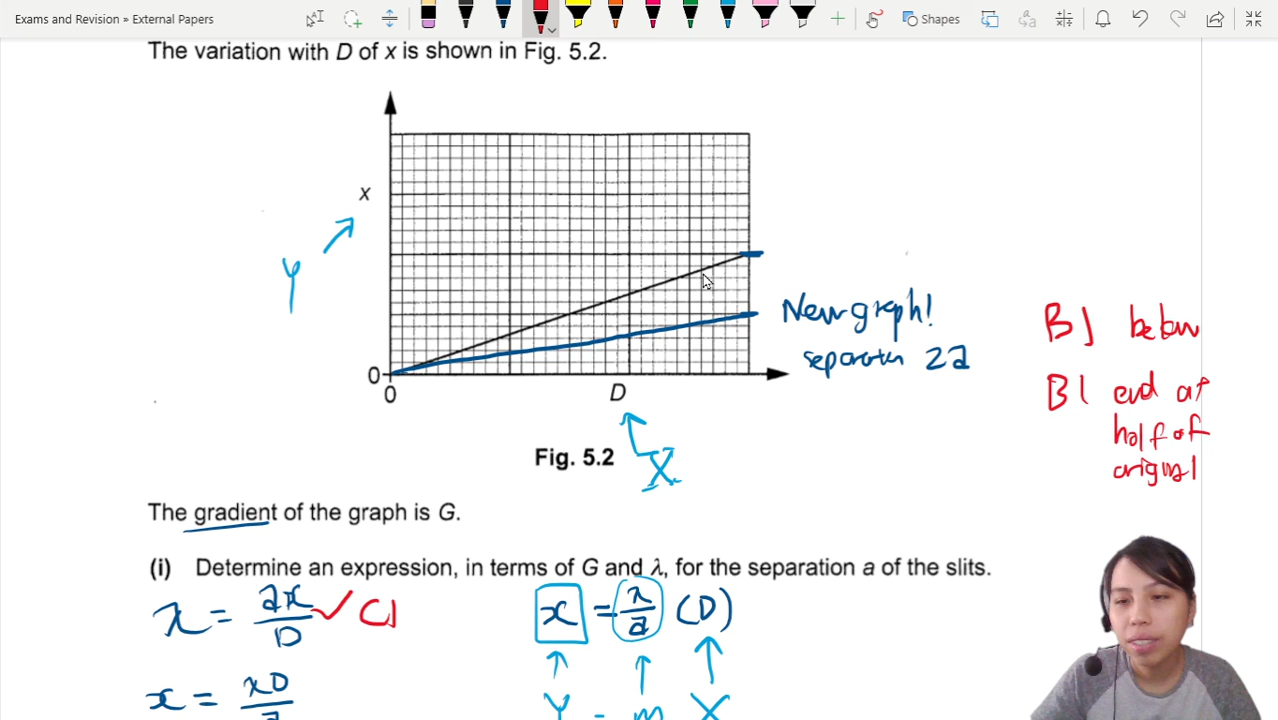 Exams and Revision » External Papers
Shapes
The variation with D of x is shown in Fig. 5.2.
x
Y
New graph!
separation 2a
B1 below
B1 end at
half of
original
0
0
D
X
Fig. 5.2
The gradient of the graph is G.
(i) Determine an expression, in terms of G and λ, for the separation a of the slits.
λ = ax/D ✓ C1
x = λ/a (D)
x = λD/a
Y = m X